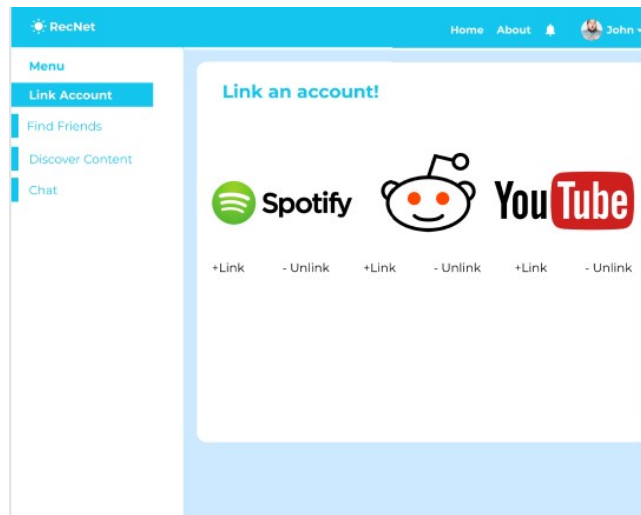 RecNet
Home About John
Menu
Link Account
Find Friends
Discover Content
Chat
Link an account!
Spotify
YouTube
+Link - Unlink +Link - Unlink +Link - Unlink